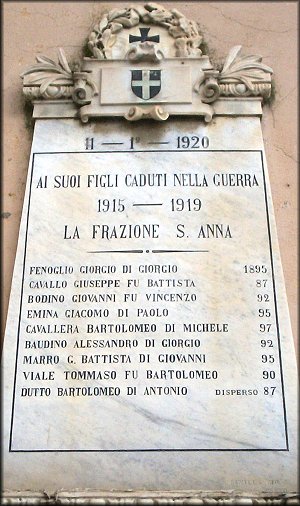 11 — 1° — 1920
AI SUOI FIGLI CADUTI NELLA GUERRA
1915 — 1919
LA FRAZIONE S. ANNA
FENOGLIO GIORGIO DI GIORGIO 1895
CAVALLO GIUSEPPE FU BATTISTA 87
BODINO GIOVANNI FU VINCENZO 92
EMINA GIACOMO DI PAOLO 95
CAVALLERA BARTOLOMEO DI MICHELE 97
BAUDINO ALESSANDRO DI GIORGIO 92
MARRO G. BATTISTA DI GIOVANNI 95
VIALE TOMMASO FU BARTOLOMEO 90
DUTTO BARTOLOMEO DI ANTONIO DISPERSO 87